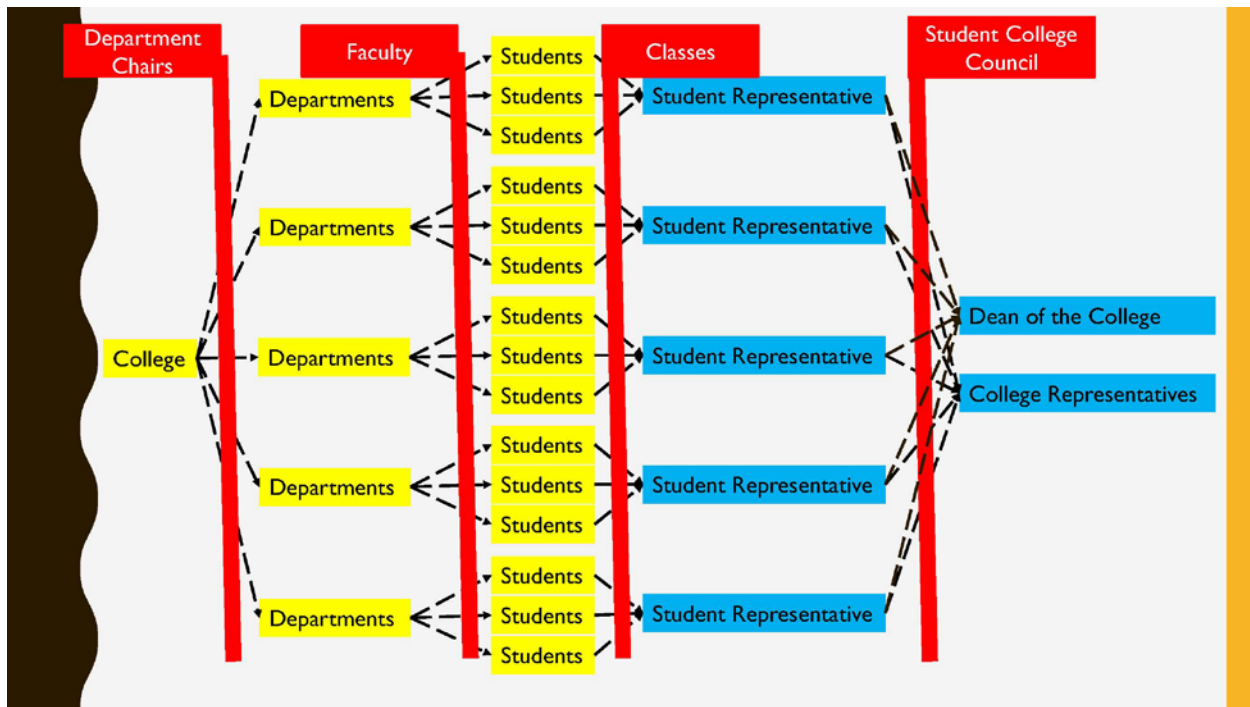 Department
Chairs
Faculty
Classes
Student College
Council
Students
Students
Students
Departments
Student Representative
Students
Students
Students
Departments
Student Representative
Students
Students
Students
College
Departments
Student Representative
Dean of the College
College Representatives
Students
Students
Students
Departments
Student Representative
Students
Students
Students
Departments
Student Representative